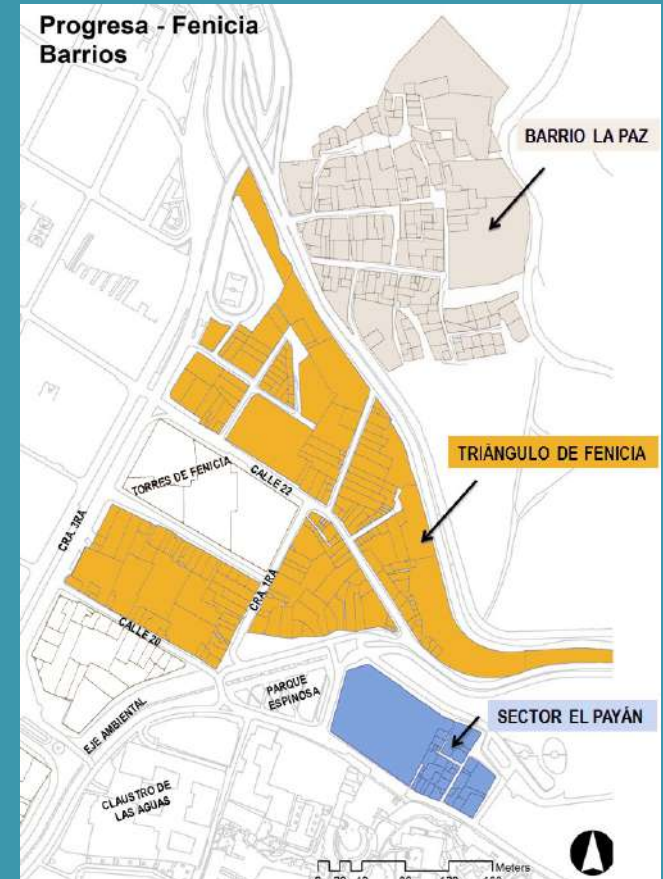 Progresa - Fenicia
Barrios
BARRIO LA PAZ
TRIÁNGULO DE FENICIA
TORRES DE FENICIA
CALLE 22
CRA. 3RA
CRA. 1RA
CALLE 20
PARQUE
ESPINOSA
EJE AMBIENTAL
SECTOR EL PAYÁN
CLAUSTRO DE
LAS AGUAS
Meters